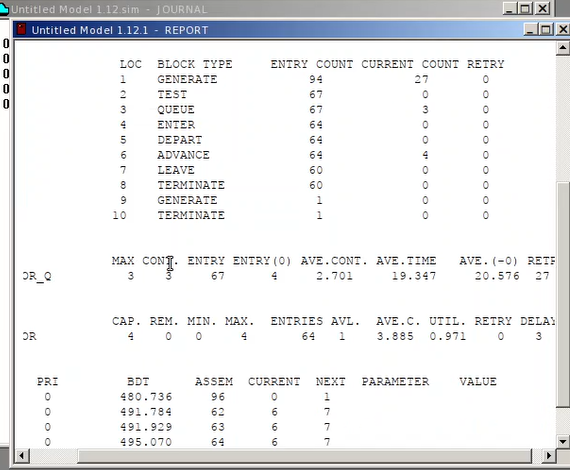 Untitled Model 1.12.sim - JOURNAL
Untitled Model 1.12.1 - REPORT
LOC BLOCK TYPE ENTRY COUNT CURRENT COUNT RETRY
1 GENERATE 94 27 0
2 TEST 67 0 0
3 QUEUE 67 3 0
4 ENTER 64 0 0
5 DEPART 64 0 0
6 ADVANCE 64 4 0
7 LEAVE 60 0 0
8 TERMINATE 60 0 0
9 GENERATE 1 0 0
10 TERMINATE 1 0 0
MAX CONT. ENTRY ENTRY(0) AVE.CONT. AVE.TIME AVE.(-0) RETR
OR_Q 3 3 67 4 2.701 19.347 20.576 27
CAP. REM. MIN. MAX. ENTRIES AVL. AVE.C. UTIL. RETRY DELAY
OR 4 0 0 4 64 1 3.885 0.971 0 3
PRI BDT ASSEM CURRENT NEXT PARAMETER VALUE
0 480.736 96 0 1
0 491.784 62 6 7
0 491.929 63 6 7
0 495.070 64 6 7